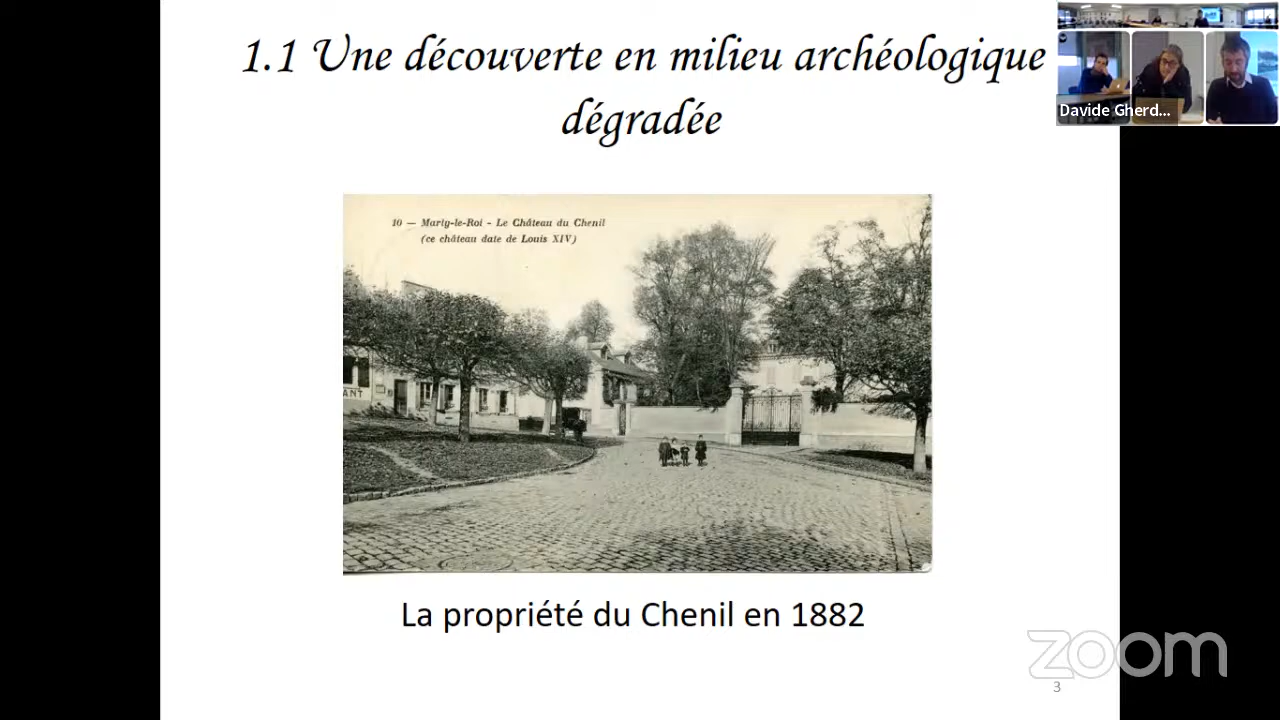 1.1 Une découverte en milieu archéologique
dégradée
Davide Gherd...
10 — Marly-le-Roi - Le Château du Chenil
(ce château date de Louis XIV)
ANT
La propriété du Chenil en 1882
zoom
3